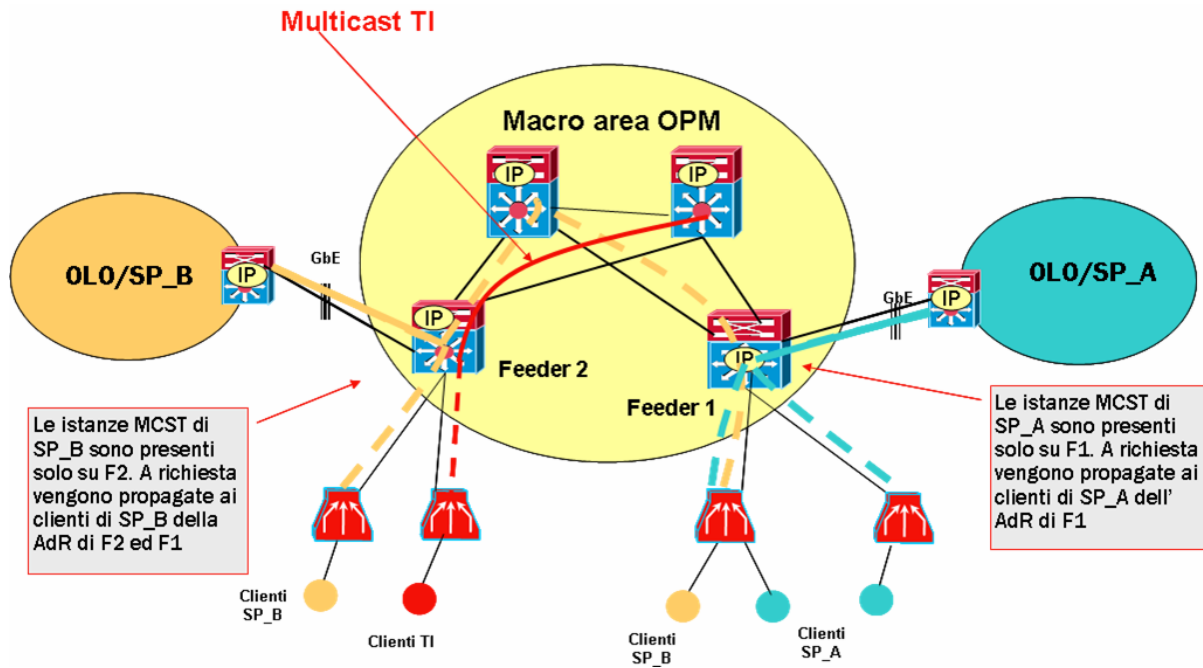 Multicast TI
Macro area OPM
IP
IP
OLO/SP_B
IP
GbE
IP
Feeder 2
IP
Feeder 1
GbE
IP
OLO/SP_A
Le istanze MCST di
SP_B sono presenti
solo su F2. A richiesta
vengono propagate ai
clienti di SP_B della
AdR di F2 ed F1
Le istanze MCST di
SP_A sono presenti
solo su F1. A richiesta
vengono propagate ai
clienti di SP_A dell'
AdR di F1
Clienti
SP_B
Clienti TI
Clienti
SP_B
Clienti
SP_A